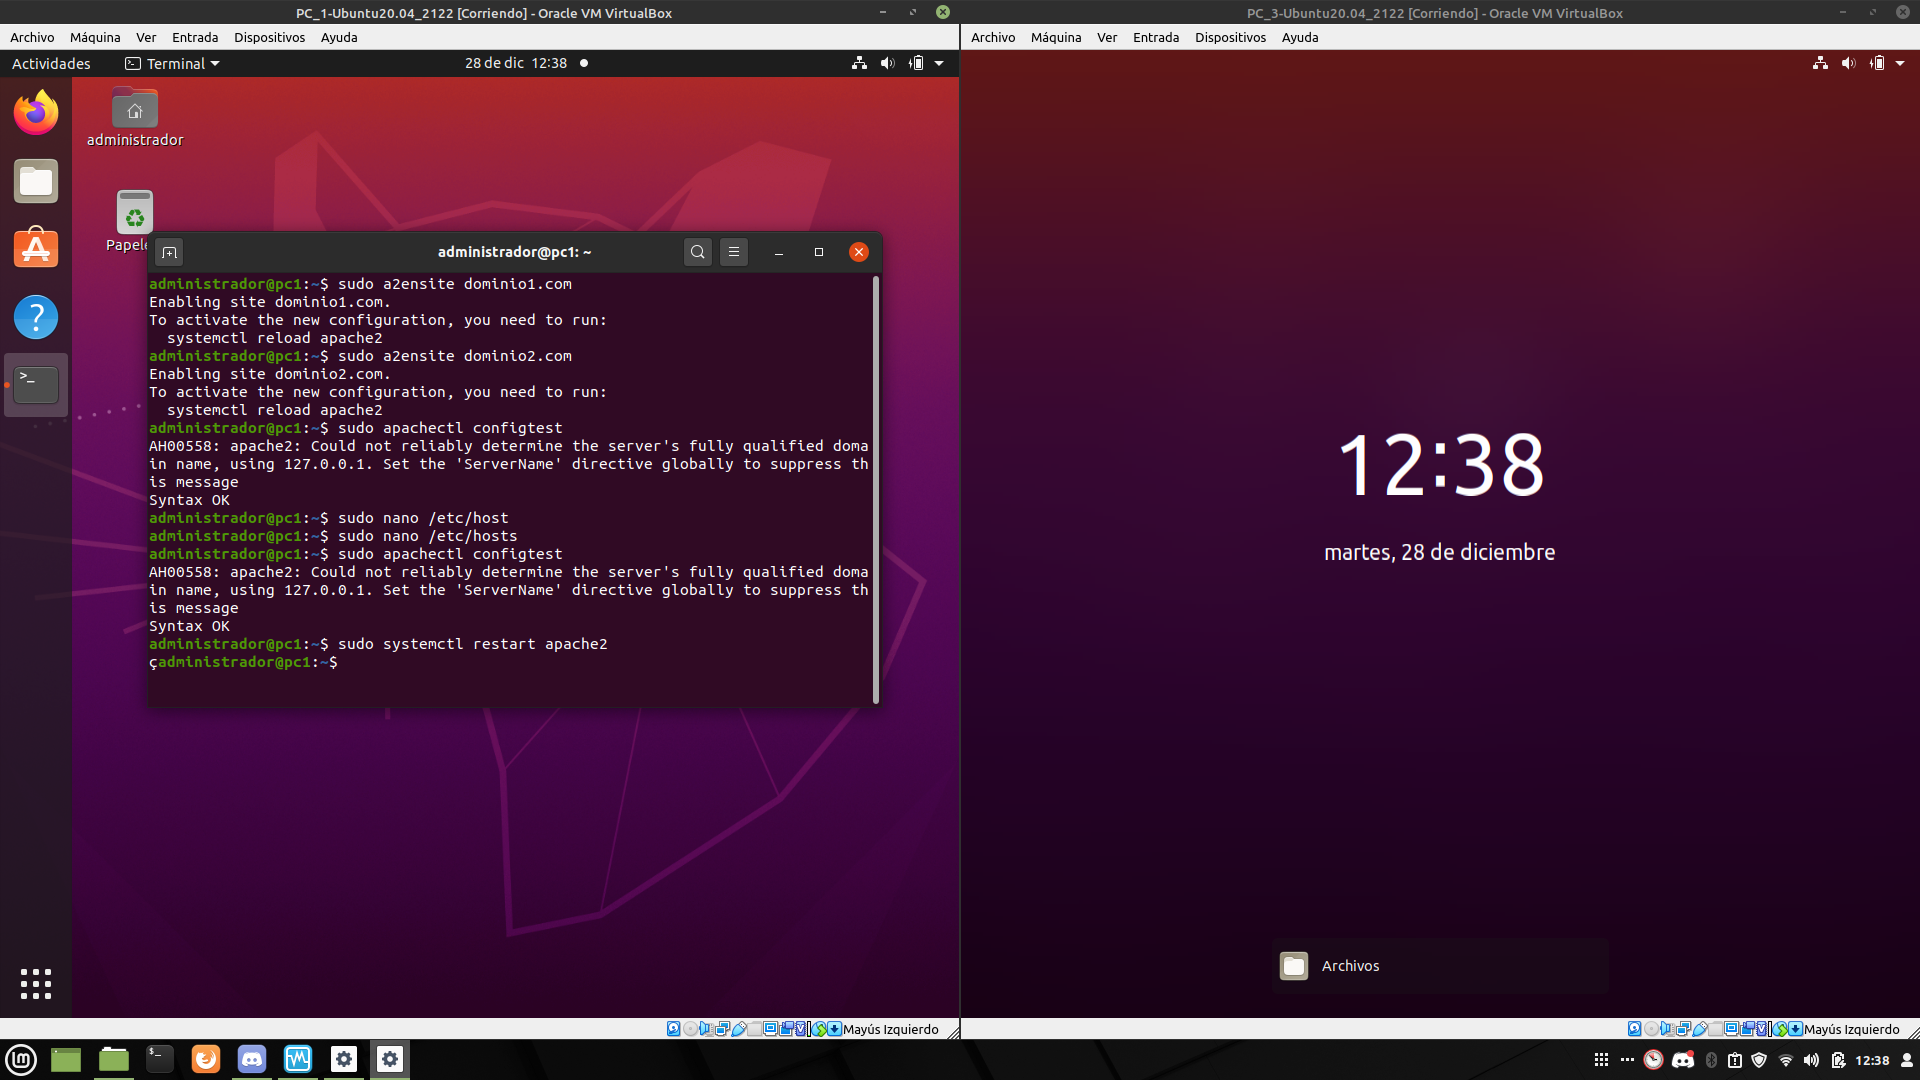 PC_1-Ubuntu20.04_2122 [Corriendo] - Oracle VM VirtualBox
Archivo Máquina Ver Entrada Dispositivos Ayuda
Actividades Terminal 28 de dic 12:38
administrador
Papele
administrador@pc1: ~
administrador@pc1:~$ sudo a2ensite dominio1.com
Enabling site dominio1.com.
To activate the new configuration, you need to run:
  systemctl reload apache2
administrador@pc1:~$ sudo a2ensite dominio2.com
Enabling site dominio2.com.
To activate the new configuration, you need to run:
  systemctl reload apache2
administrador@pc1:~$ sudo apachectl configtest
AH00558: apache2: Could not reliably determine the server's fully qualified doma
in name, using 127.0.0.1. Set the 'ServerName' directive globally to suppress th
is message
Syntax OK
administrador@pc1:~$ sudo nano /etc/host
administrador@pc1:~$ sudo nano /etc/hosts
administrador@pc1:~$ sudo apachectl configtest
AH00558: apache2: Could not reliably determine the server's fully qualified doma
in name, using 127.0.0.1. Set the 'ServerName' directive globally to suppress th
is message
Syntax OK
administrador@pc1:~$ sudo systemctl restart apache2
çadministrador@pc1:~$
Mayús Izquierdo
PC_3-Ubuntu20.04_2122 [Corriendo] - Oracle VM VirtualBox
Archivo Máquina Ver Entrada Dispositivos Ayuda
12:38
martes, 28 de diciembre
Archivos
Mayús Izquierdo
12:38